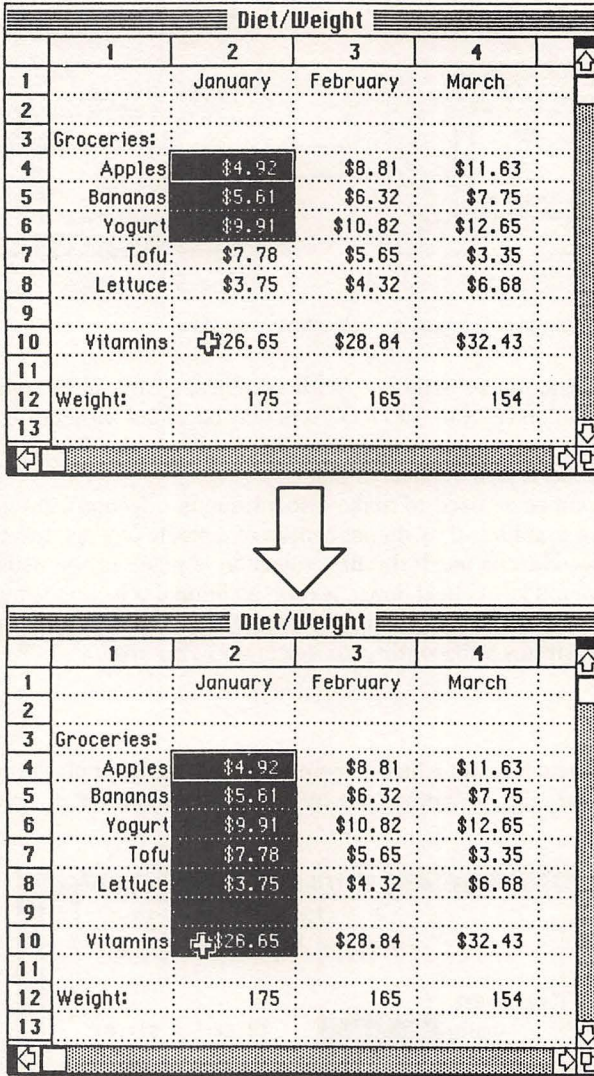 Diet/Weight
1 2 3 4
1 January February March
2
3 Groceries:
4 Apples $4.92 $8.81 $11.63
5 Bananas $5.61 $6.32 $7.75
6 Yogurt $9.91 $10.82 $12.65
7 Tofu $7.78 $5.65 $3.35
8 Lettuce $3.75 $4.32 $6.68
9
10 Vitamins 26.65 $28.84 $32.43
11
12 Weight: 175 165 154
13
Diet/Weight
1 2 3 4
1 January February March
2
3 Groceries:
4 Apples $4.92 $8.81 $11.63
5 Bananas $5.61 $6.32 $7.75
6 Yogurt $9.91 $10.82 $12.65
7 Tofu $7.78 $5.65 $3.35
8 Lettuce $3.75 $4.32 $6.68
9
10 Vitamins $26.65 $28.84 $32.43
11
12 Weight: 175 165 154
13